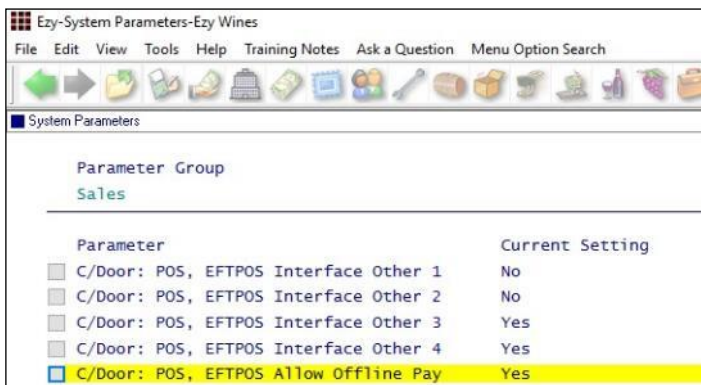 Ezy-System Parameters-Ezy Wines
File Edit View Tools Help Training Notes Ask a Question Menu Option Search
System Parameters
Parameter Group
Sales
Parameter Current Setting
C/Door: POS, EFTPOS Interface Other 1 No
C/Door: POS, EFTPOS Interface Other 2 No
C/Door: POS, EFTPOS Interface Other 3 Yes
C/Door: POS, EFTPOS Interface Other 4 Yes
C/Door: POS, EFTPOS Allow Offline Pay Yes